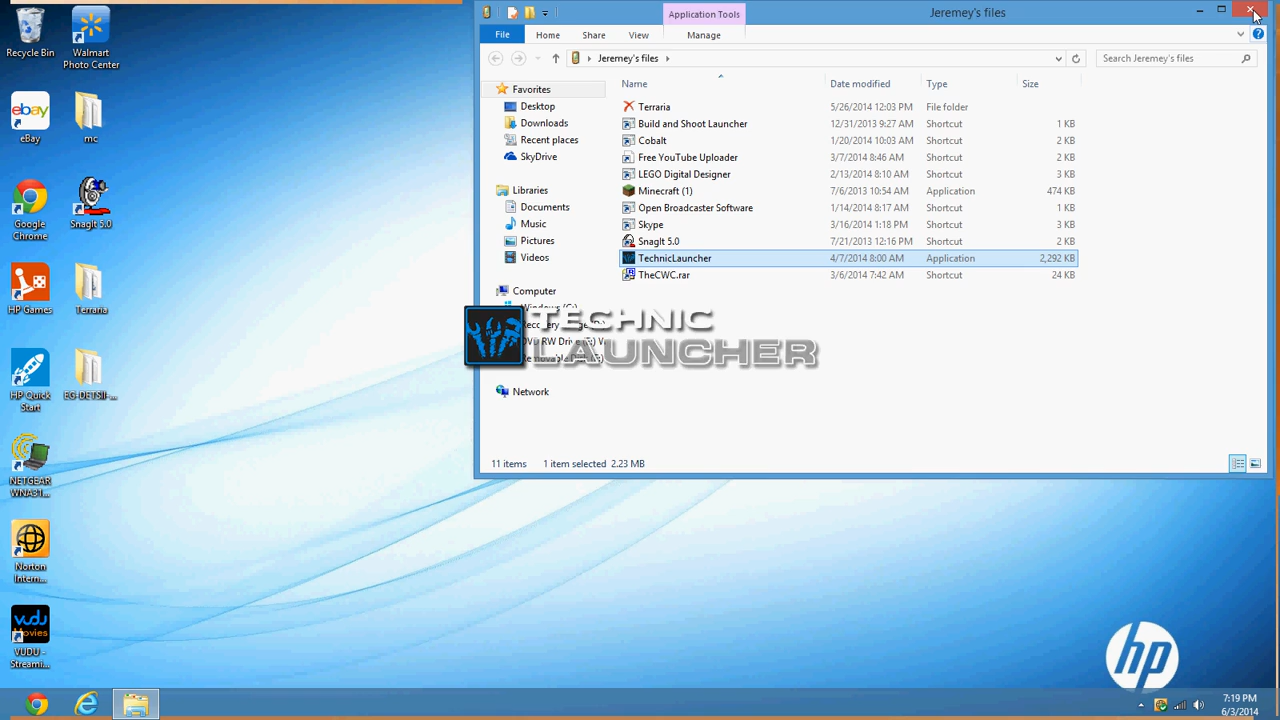 Recycle Bin
Walmart
Photo Center
eBay
mc
Google
Chrome
SnagIt 5.0
HP Games
Terraria
HP Quick
Start
EG-DETSII-...
NETGEAR
WNA31...
Norton
Intern...
vudu
Movies
VUDU -
Streami...
Application Tools
Jeremey's files
File
Home
Share
View
Manage
Jeremey's files
Search Jeremey's files
Name
Date modified
Type
Size
Favorites
Desktop
Downloads
Recent places
SkyDrive
Libraries
Documents
Music
Pictures
Videos
Computer
Network
Terraria 5/26/2014 12:03 PM File folder
Build and Shoot Launcher 12/31/2013 9:27 AM Shortcut 1 KB
Cobalt 1/20/2014 10:03 AM Shortcut 2 KB
Free YouTube Uploader 3/7/2014 8:46 AM Shortcut 2 KB
LEGO Digital Designer 2/13/2014 8:10 AM Shortcut 3 KB
Minecraft (1) 7/6/2013 10:54 AM Application 474 KB
Open Broadcaster Software 1/14/2014 8:17 AM Shortcut 1 KB
Skype 3/16/2014 1:18 PM Shortcut 3 KB
SnagIt 5.0 7/21/2013 12:16 PM Shortcut 2 KB
TechnicLauncher 4/7/2014 8:00 AM Application 2,292 KB
TheCWC.rar 3/6/2014 7:42 AM Shortcut 24 KB
TECHNIC
LAUNCHER
11 items 1 item selected 2.23 MB
hp
7:19 PM
6/3/2014